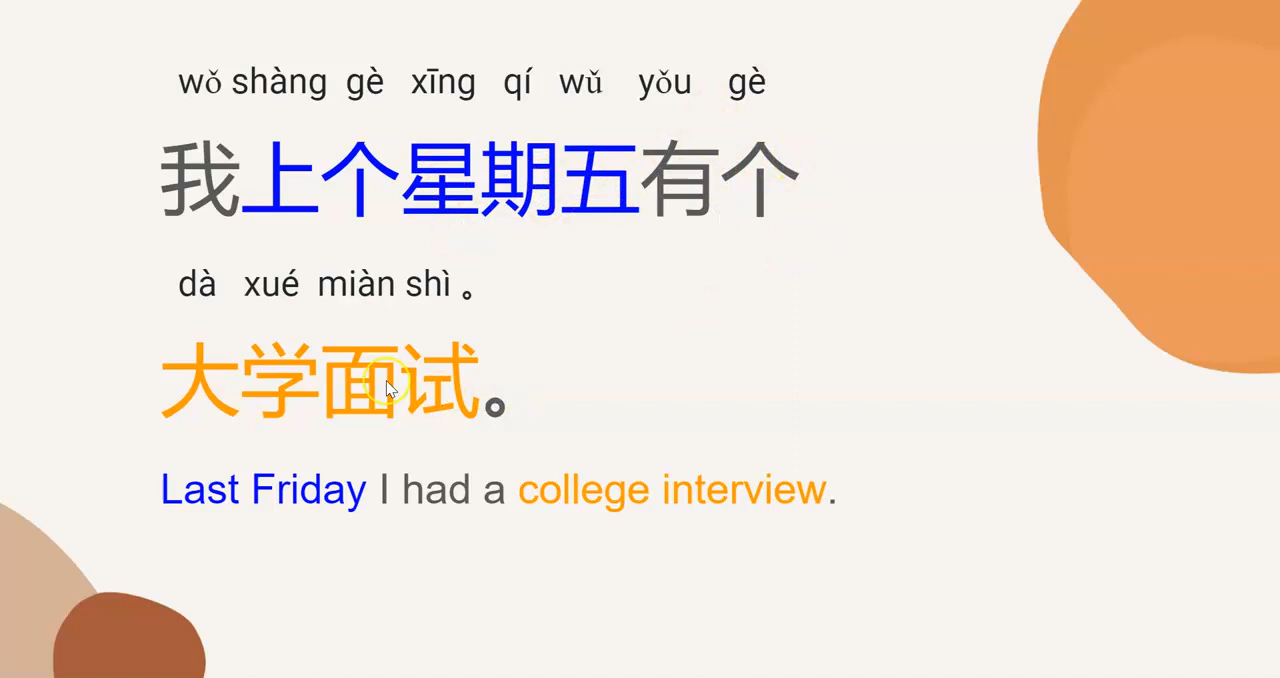 wǒ shàng gè xīng qí wǔ yǒu gè
我上个星期五有个
dà xué miàn shì 。
大学面试。
Last Friday I had a college interview.